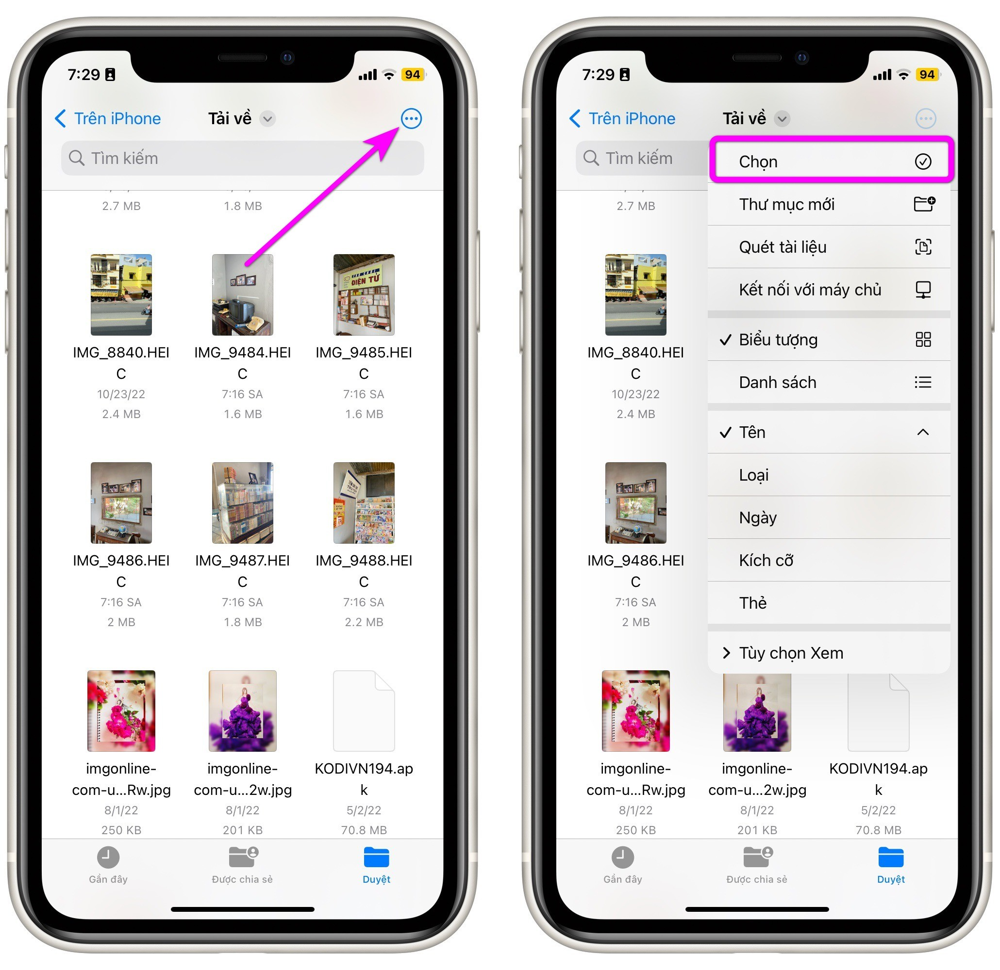 7:29
94
Trên iPhone
Tải về
Tìm kiếm
2.7 MB
1.8 MB
ĐIỆN TỬ
IMG_8840.HEI
C
10/23/22
2.4 MB
IMG_9484.HEI
C
7:16 SA
1.6 MB
IMG_9485.HEI
C
7:16 SA
1.6 MB
TRUYỆN
IMG_9486.HEI
C
7:16 SA
2 MB
IMG_9487.HEI
C
7:16 SA
1.8 MB
IMG_9488.HEI
C
7:16 SA
2.2 MB
imgonline-
com-u...Rw.jpg
8/1/22
250 KB
imgonline-
com-u...2w.jpg
8/1/22
201 KB
KODIVN194.ap
k
5/2/22
70.8 MB
Gần đây
Được chia sẻ
Duyệt
7:29
94
Trên iPhone
Tải về
Tìm kiếm
Chọn
Thư mục mới
Quét tài liệu
Kết nối với máy chủ
Biểu tượng
Danh sách
Tên
Loại
Ngày
Kích cỡ
Thẻ
Tùy chọn Xem
2.7 MB
IMG_8840.HEI
C
10/23/22
2.4 MB
IMG_9486.HEI
C
7:16 SA
2 MB
imgonline-
com-u...Rw.jpg
8/1/22
250 KB
imgonline-
com-u...2w.jpg
8/1/22
201 KB
KODIVN194.ap
k
5/2/22
70.8 MB
Gần đây
Được chia sẻ
Duyệt